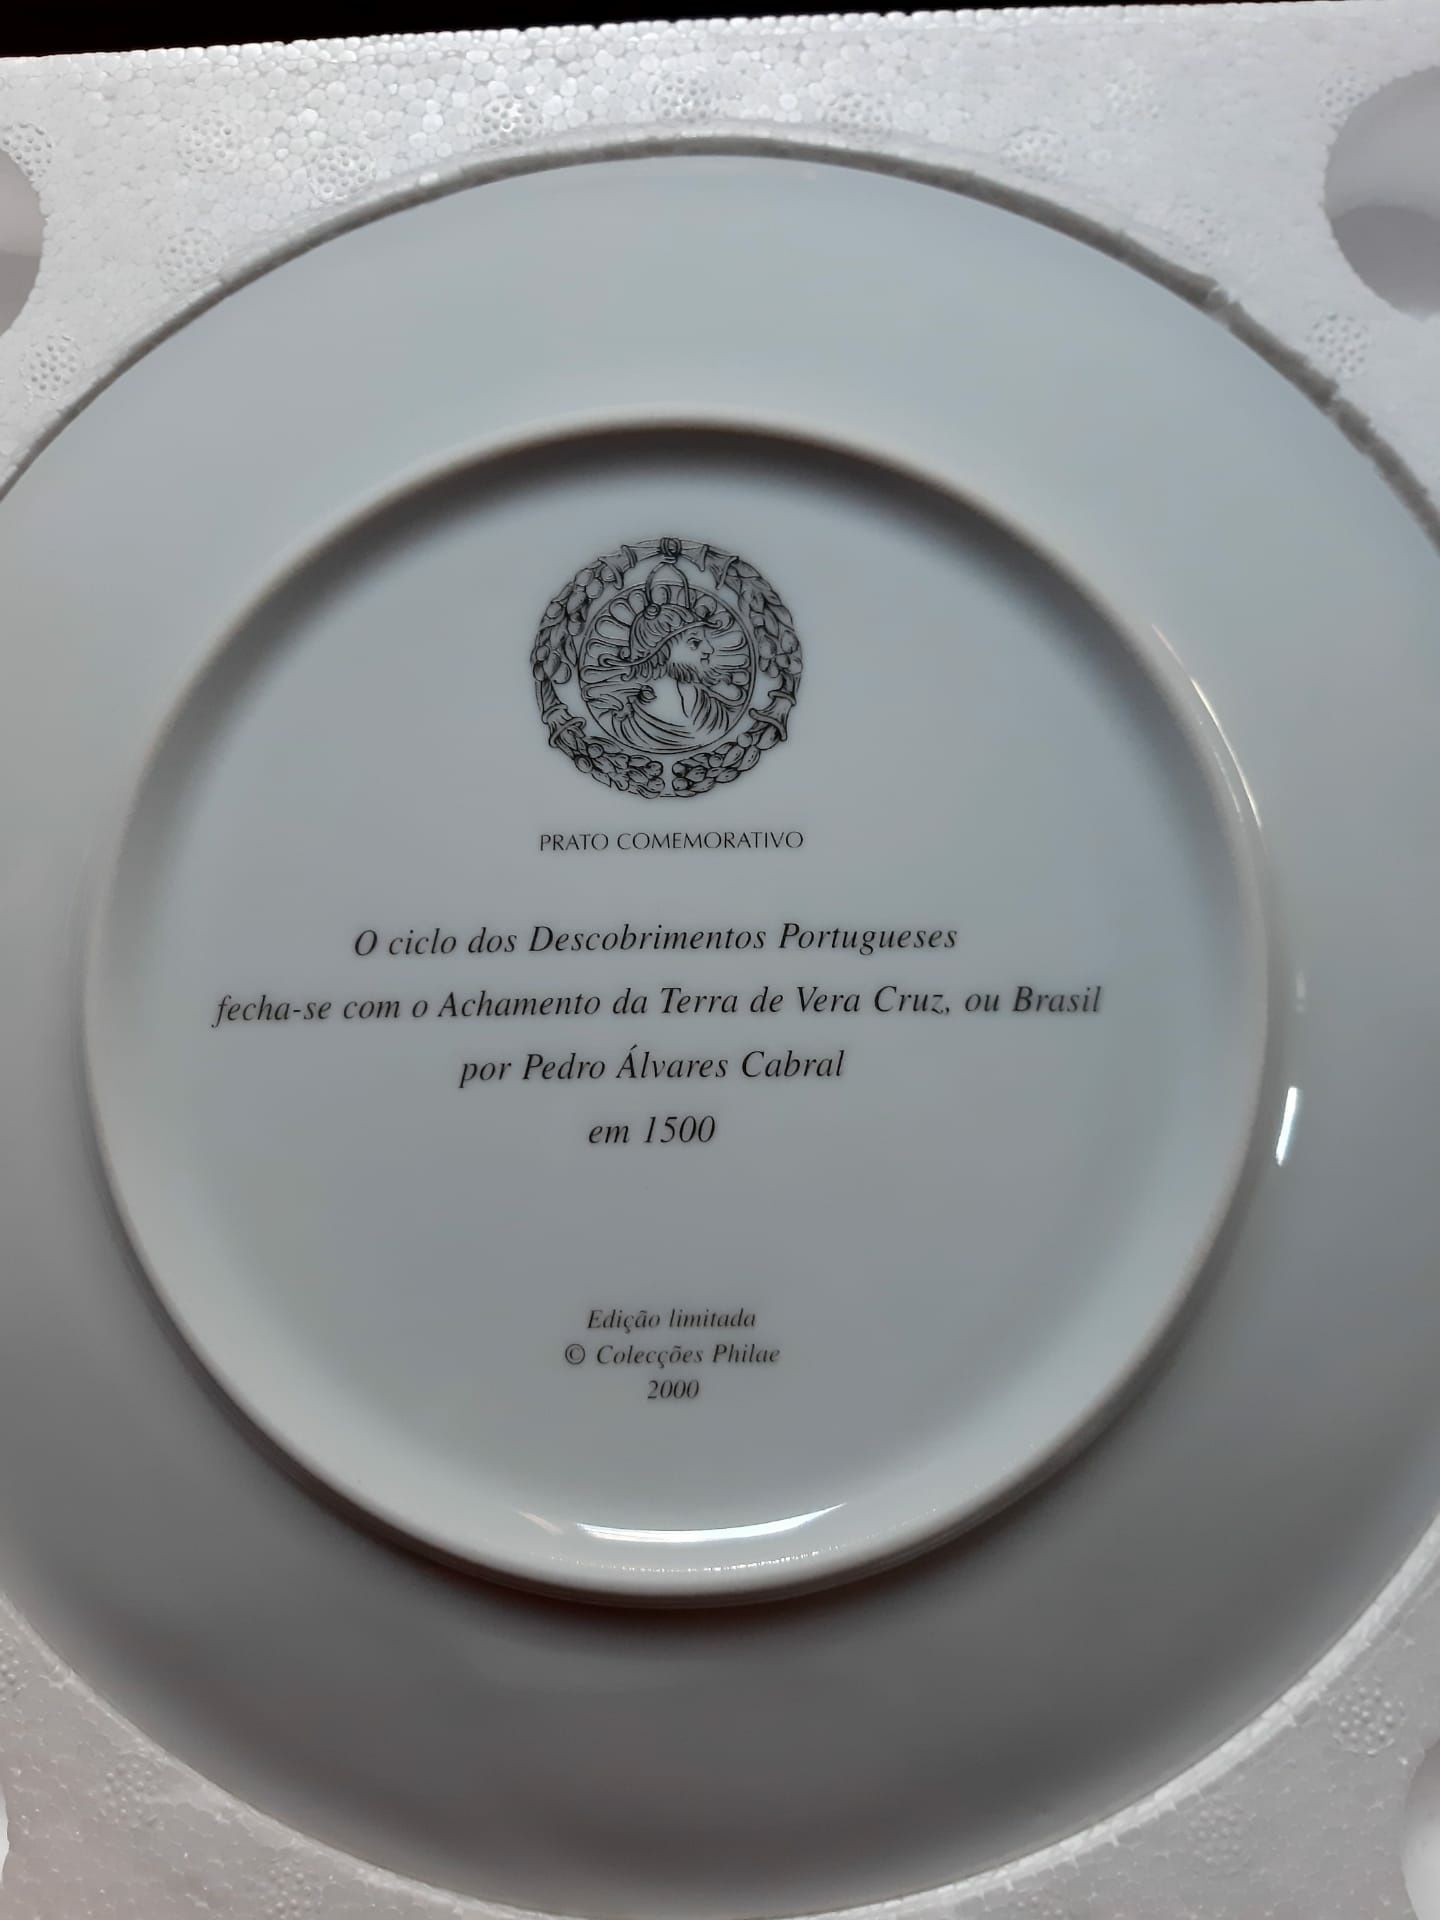 PRATO COMEMORATIVO
O ciclo dos Descobrimentos Portugueses
fecha-se com o Achamento da Terra de Vera Cruz, ou Brasil
por Pedro Álvares Cabral
em 1500
Edição limitada
© Colecções Philae
2000